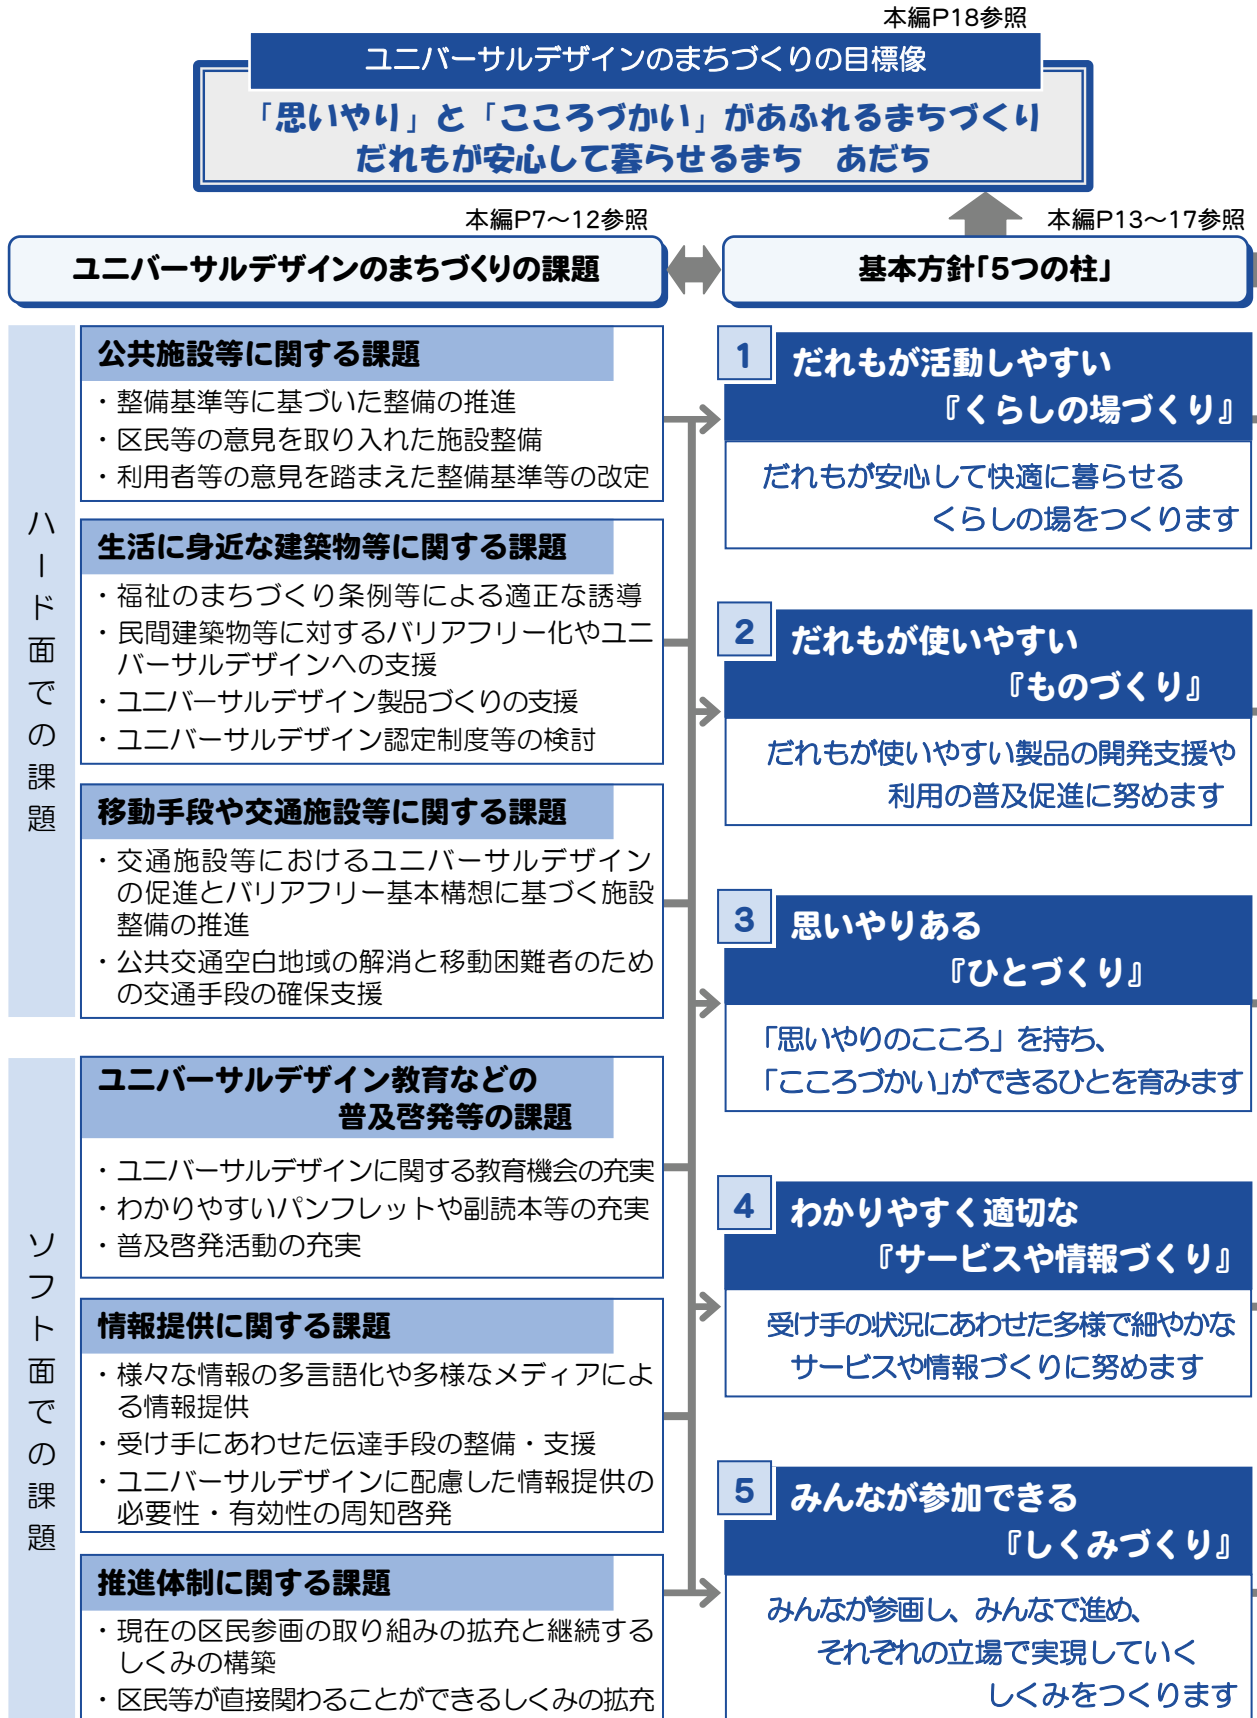 本編P18参照
ユニバーサルデザインのまちづくりの目標像
「思いやり」と「こころづかい」があふれるまちづくり
だれもが安心して暮らせるまち　あだち
本編P7～12参照
ユニバーサルデザインのまちづくりの課題
ハード面での課題
公共施設等に関する課題
・整備基準等に基づいた整備の推進
・区民等の意見を取り入れた施設整備
・利用者等の意見を踏まえた整備基準等の改定
生活に身近な建築物等に関する課題
・福祉のまちづくり条例等による適正な誘導
・民間建築物等に対するバリアフリー化やユニ
バーサルデザインへの支援
・ユニバーサルデザイン製品づくりの支援
・ユニバーサルデザイン認定制度等の検討
移動手段や交通施設等に関する課題
・交通施設等におけるユニバーサルデザイン
の促進とバリアフリー基本構想に基づく施設
整備の推進
・公共交通空白地域の解消と移動困難者のため
の交通手段の確保支援
ソフト面での課題
ユニバーサルデザイン教育などの
普及啓発等の課題
・ユニバーサルデザインに関する教育機会の充実
・わかりやすいパンフレットや副読本等の充実
・普及啓発活動の充実
情報提供に関する課題
・様々な情報の多言語化や多様なメディアによ
る情報提供
・受け手にあわせた伝達手段の整備・支援
・ユニバーサルデザインに配慮した情報提供の
必要性・有効性の周知啓発
推進体制に関する課題
・現在の区民参画の取り組みの拡充と継続する
しくみの構築
・区民等が直接関わることができるしくみの拡充
本編P13～17参照
基本方針「5つの柱」
1 だれもが活動しやすい
『くらしの場づくり』
だれもが安心して快適に暮らせる
くらしの場をつくります
2 だれもが使いやすい
『ものづくり』
だれもが使いやすい製品の開発支援や
利用の普及促進に努めます
3 思いやりある
『ひとづくり』
「思いやりのこころ」を持ち、
「こころづかい」ができるひとを育みます
4 わかりやすく適切な
『サービスや情報づくり』
受け手の状況にあわせた多様で細やかな
サービスや情報づくりに努めます
5 みんなが参加できる
『しくみづくり』
みんなが参画し、みんなで進め、
それぞれの立場で実現していく
しくみをつくります